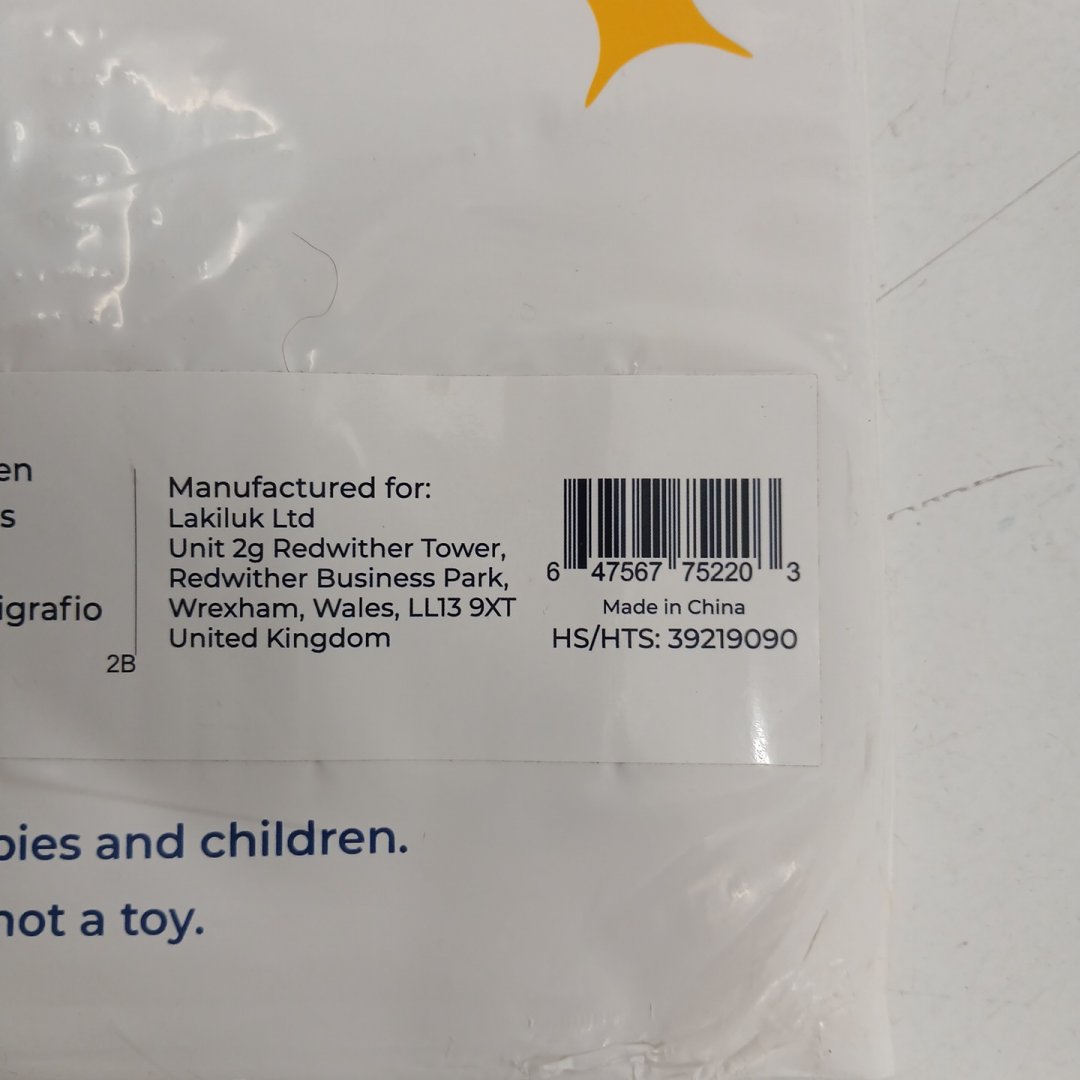 en
s
igrafio
2B
Manufactured for:
Lakiluk Ltd
Unit 2g Redwither Tower,
Redwither Business Park,
Wrexham, Wales, LL13 9XT
United Kingdom
6 47567 75220 3
Made in China
HS/HTS: 39219090
bies and children.
not a toy.